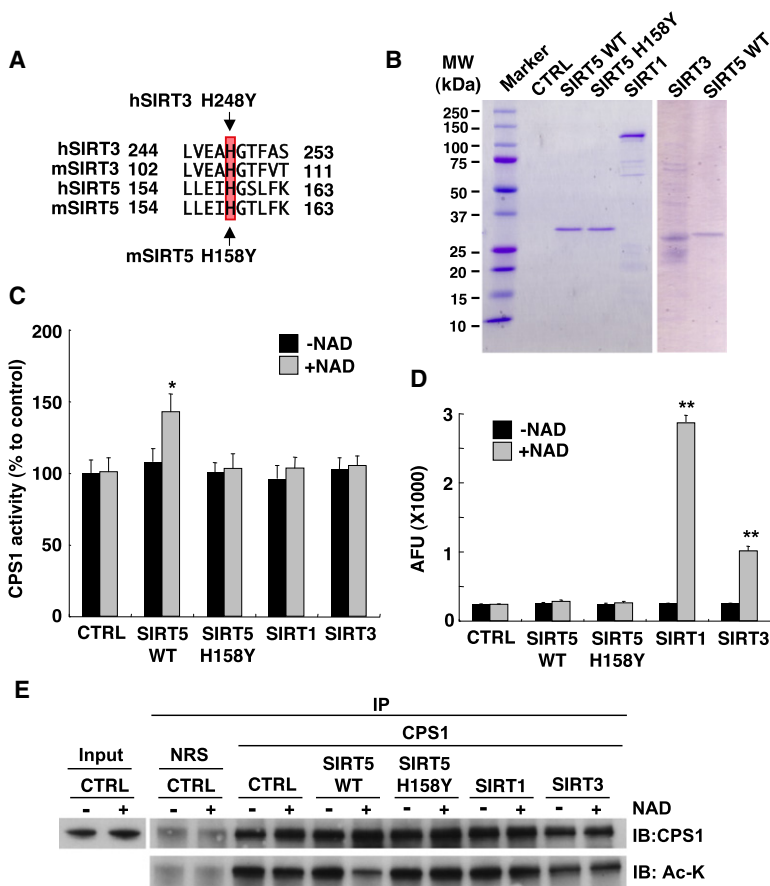 A
hSIRT3 H248Y
hSIRT3 244 LVEAHGTFAS 253
mSIRT3 102 LVEAHGTFVT 111
hSIRT5 154 LLEIHGSLFK 163
mSIRT5 154 LLEIHGTLFK 163
mSIRT5 H158Y
B
MW
(kDa)
Marker
CTRL
SIRT5 WT
SIRT5 H158Y
SIRT1
SIRT3
SIRT5 WT
250
150
100
75
50
37
25
20
15
10
C
CPS1 activity (% to control)
200
150
100
50
0
-NAD
+NAD
*
CTRL SIRT5 WT SIRT5 H158Y SIRT1 SIRT3
D
AFU (X1000)
3
2
1
0
-NAD
+NAD
**
**
CTRL SIRT5 WT SIRT5 H158Y SIRT1 SIRT3
E
IP
CPS1
Input NRS
CTRL CTRL CTRL SIRT5 WT SIRT5 H158Y SIRT1 SIRT3
- + - + - + - + - + - + - + NAD
IB:CPS1
IB: Ac-K